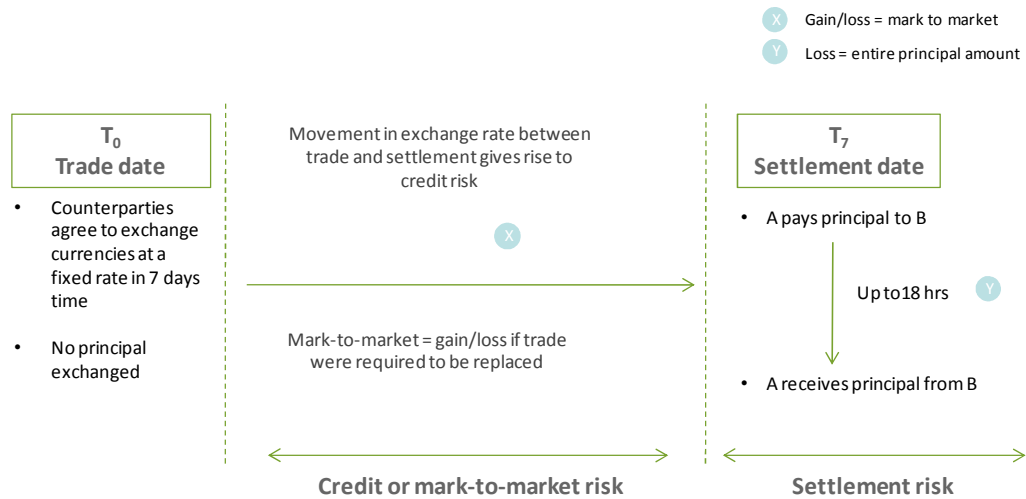 X Gain/loss = mark to market
Y Loss = entire principal amount
T0
Trade date
• Counterparties
agree to exchange
currencies at a
fixed rate in 7 days
time
• No principal
exchanged
Movement in exchange rate between
trade and settlement gives rise to
credit risk
X
Mark-to-market = gain/loss if trade
were required to be replaced
T7
Settlement date
• A pays principal to B
Up to 18 hrs Y
• A receives principal from B
Credit or mark-to-market risk
Settlement risk